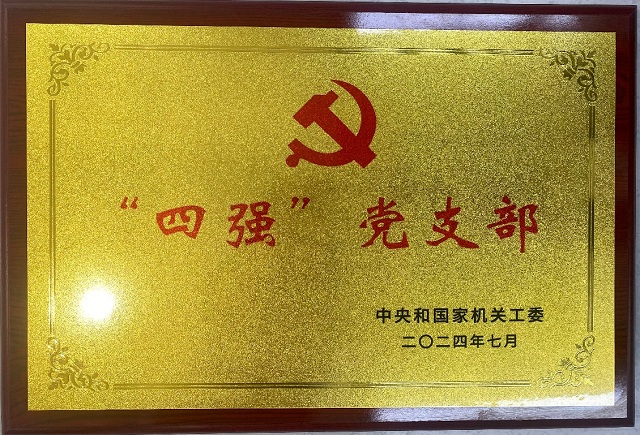 “四强”党支部
中央和国家机关工委
二〇二四年七月